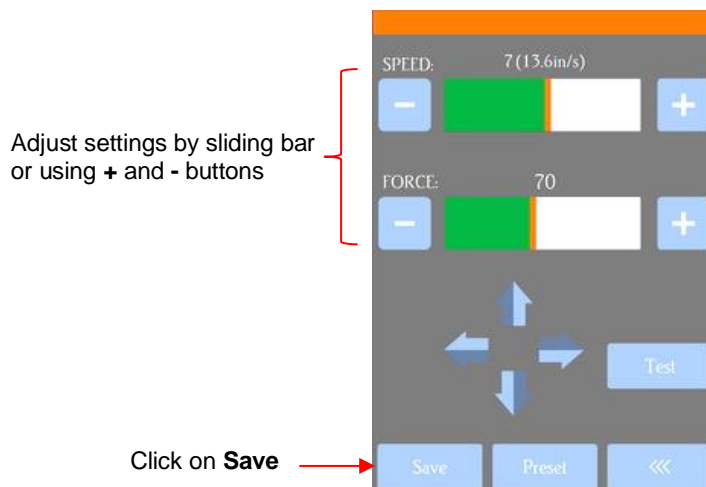 SPEED: 7(13.6in/s)
− +
Adjust settings by sliding bar
or using + and - buttons
FORCE: 70
− +
Test
Click on Save
Save Preset <<<